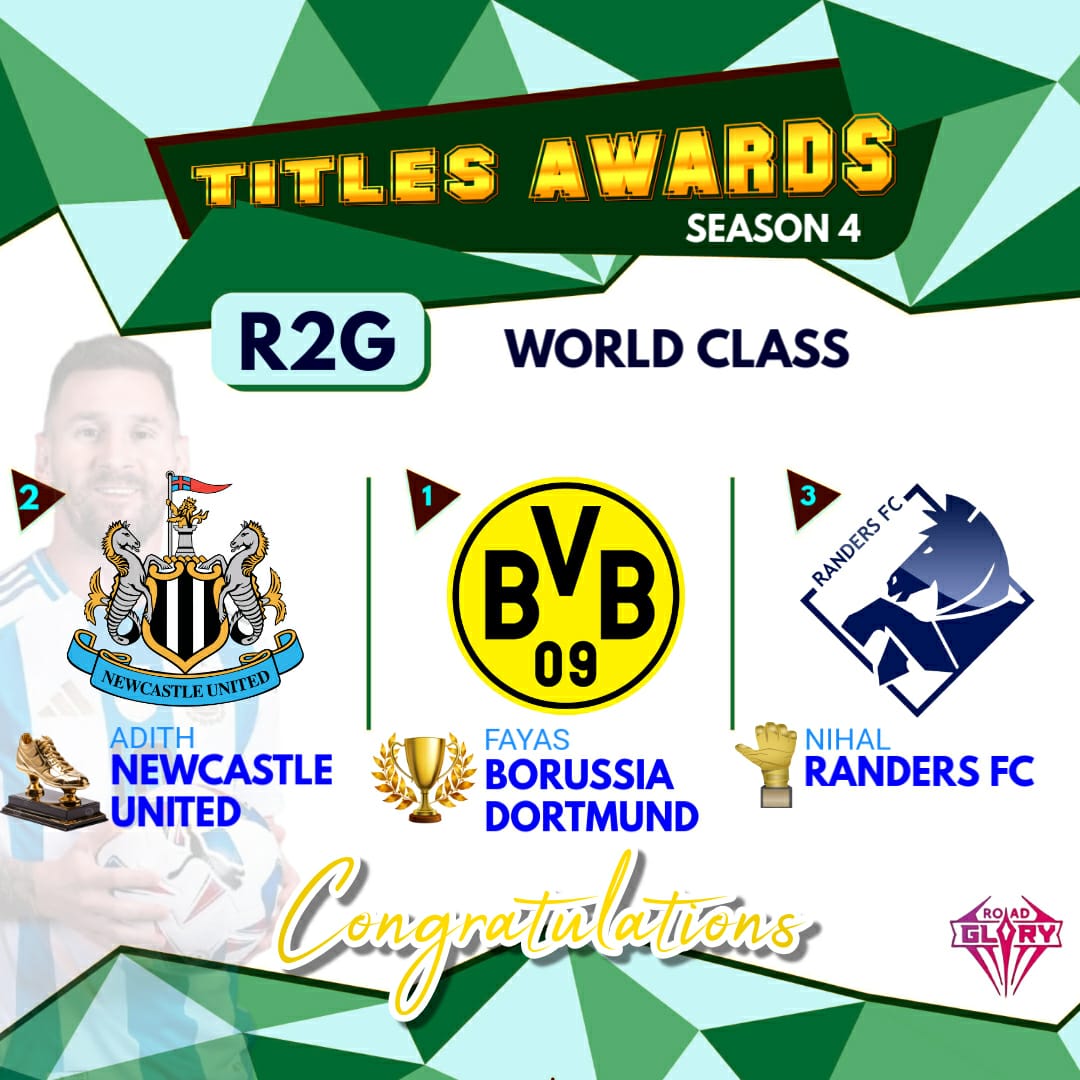 TITLES AWARDS
SEASON 4
R2G
WORLD CLASS
2
NEWCASTLE UNITED
ADITH
NEWCASTLE
UNITED
1
BVB
09
FAYAS
BORUSSIA
DORTMUND
3
RANDERS FC
NIHAL
RANDERS FC
Congratulations
ROAD
GLORY